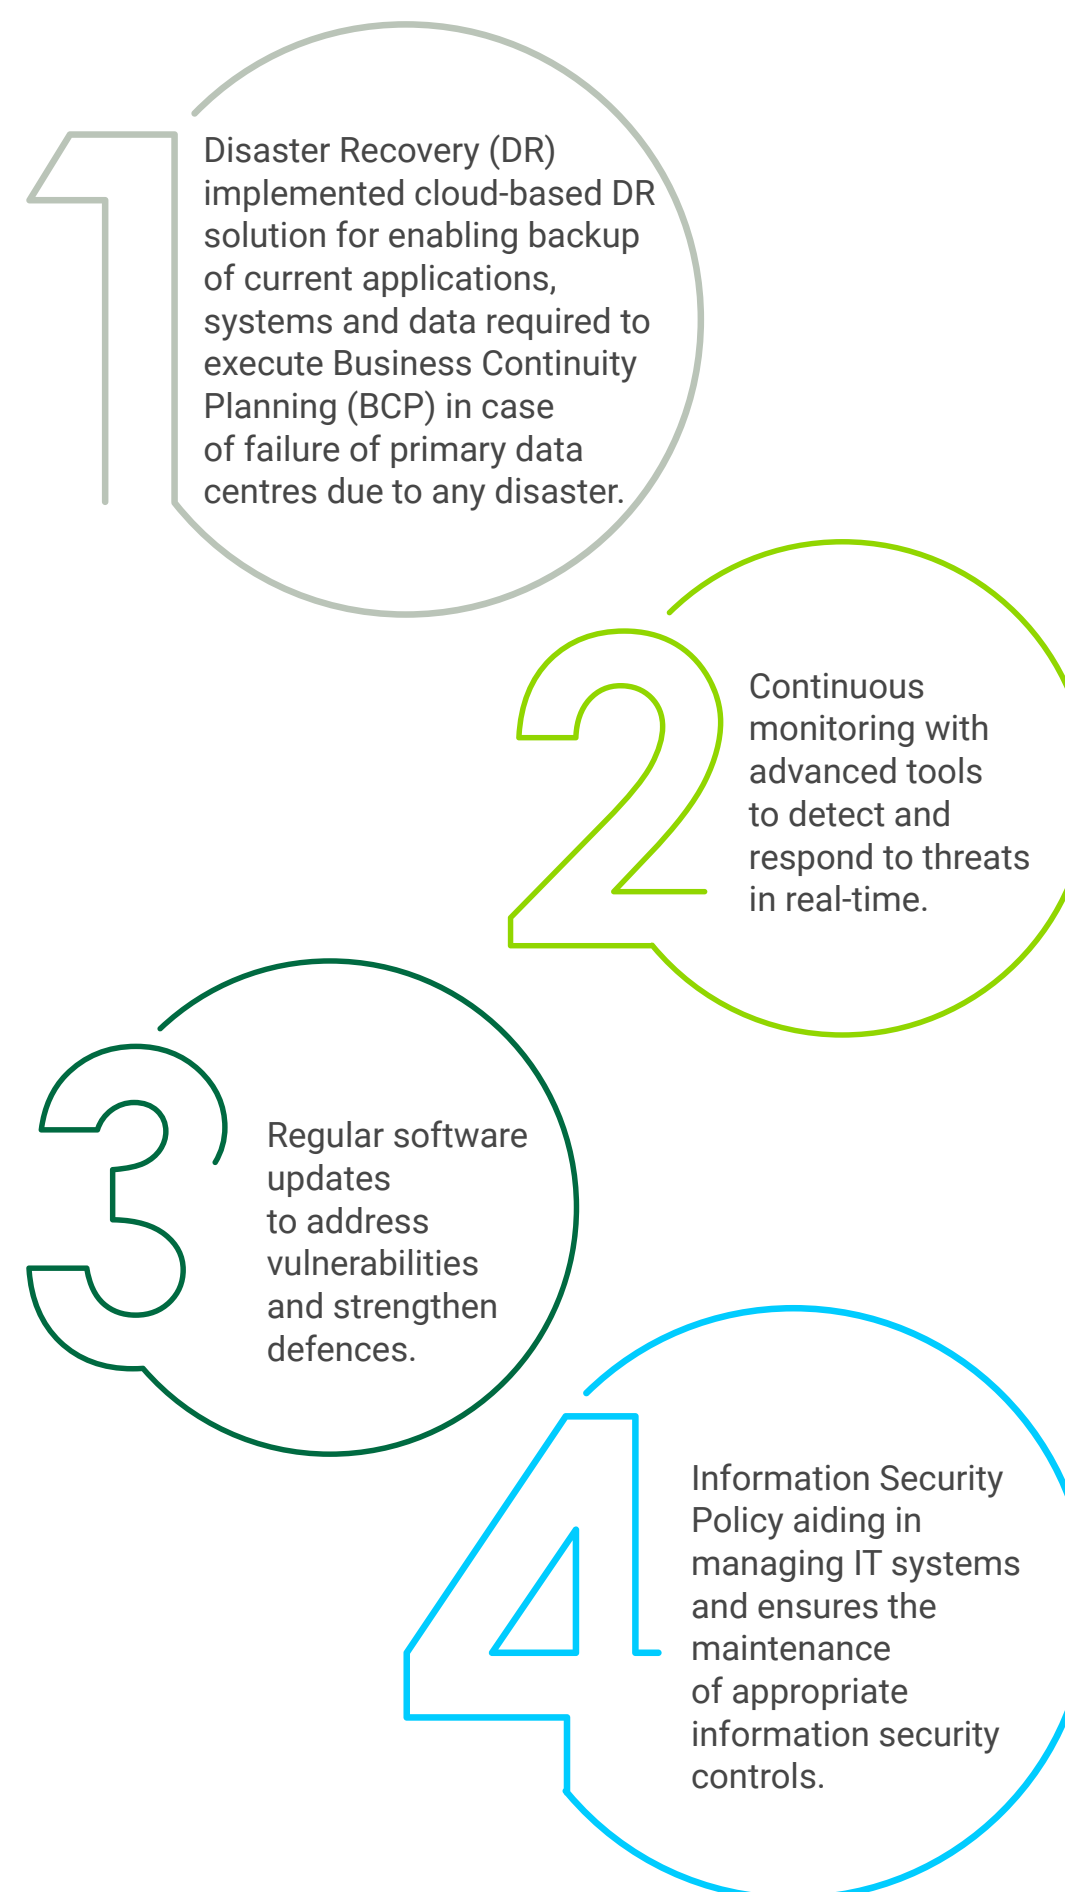 1
Disaster Recovery (DR)
implemented cloud-based DR
solution for enabling backup
of current applications,
systems and data required to
execute Business Continuity
Planning (BCP) in case
of failure of primary data
centres due to any disaster.
2
Continuous
monitoring with
advanced tools
to detect and
respond to threats
in real-time.
3
Regular software
updates
to address
vulnerabilities
and strengthen
defences.
4
Information Security
Policy aiding in
managing IT systems
and ensures the
maintenance
of appropriate
information security
controls.